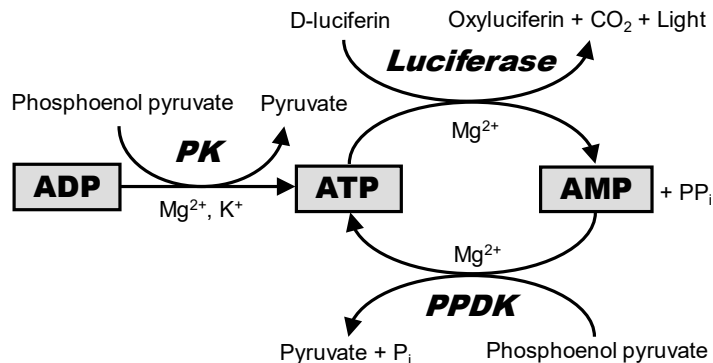 D-luciferin
Oxyluciferin + CO₂ + Light
Luciferase
Phosphoenol pyruvate
Pyruvate
PK
Mg²⁺
ADP
ATP
AMP
+ PPᵢ
Mg²⁺, K⁺
Mg²⁺
PPDK
Pyruvate + Pᵢ
Phosphoenol pyruvate